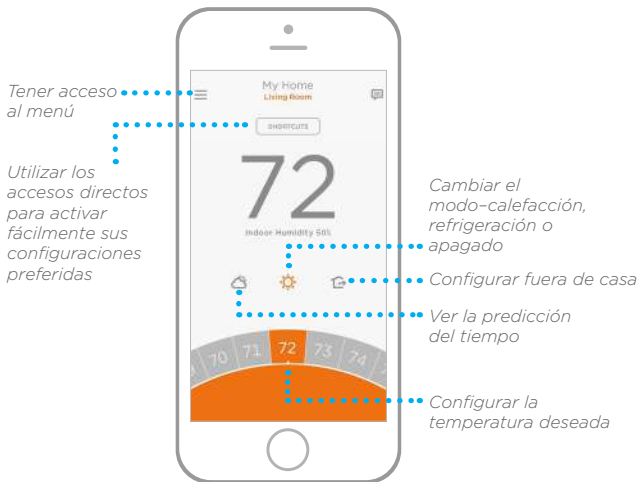 Tener acceso
al menú
Utilizar los
accesos directos
para activar
fácilmente sus
configuraciones
preferidas
My Home
Living Room
SHORTCUTS
72
Indoor Humidity 50%
70 71 72 73 74
Cambiar el
modo–calefacción,
refrigeración o
apagado
Configurar fuera de casa
Ver la predicción
del tiempo
Configurar la
temperatura deseada